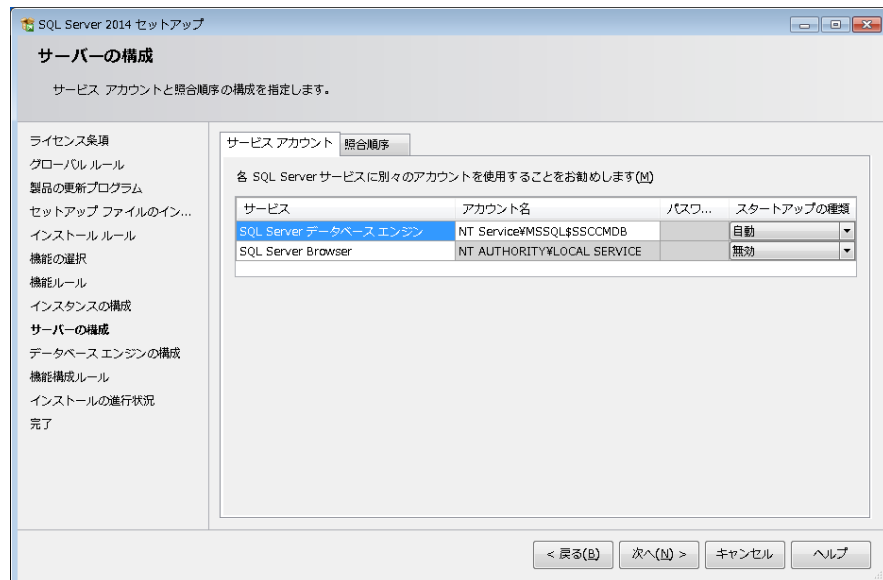 SQL Server 2014 セットアップ
サーバーの構成
サービス アカウントと照合順序の構成を指定します。
ライセンス条項
グローバル ルール
製品の更新プログラム
セットアップ ファイルのイン...
インストール ルール
機能の選択
機能ルール
インスタンスの構成
サーバーの構成
データベース エンジンの構成
機能構成ルール
インストールの進行状況
完了
サービス アカウント 照合順序
各 SQL Server サービスに別々のアカウントを使用することをお勧めします(M)
サービス アカウント名 パスワ... スタートアップの種類
SQL Server データベース エンジン NT Service¥MSSQL$SSCCMDB 自動
SQL Server Browser NT AUTHORITY¥LOCAL SERVICE 無効
< 戻る(B) 次へ(N) > キャンセル ヘルプ